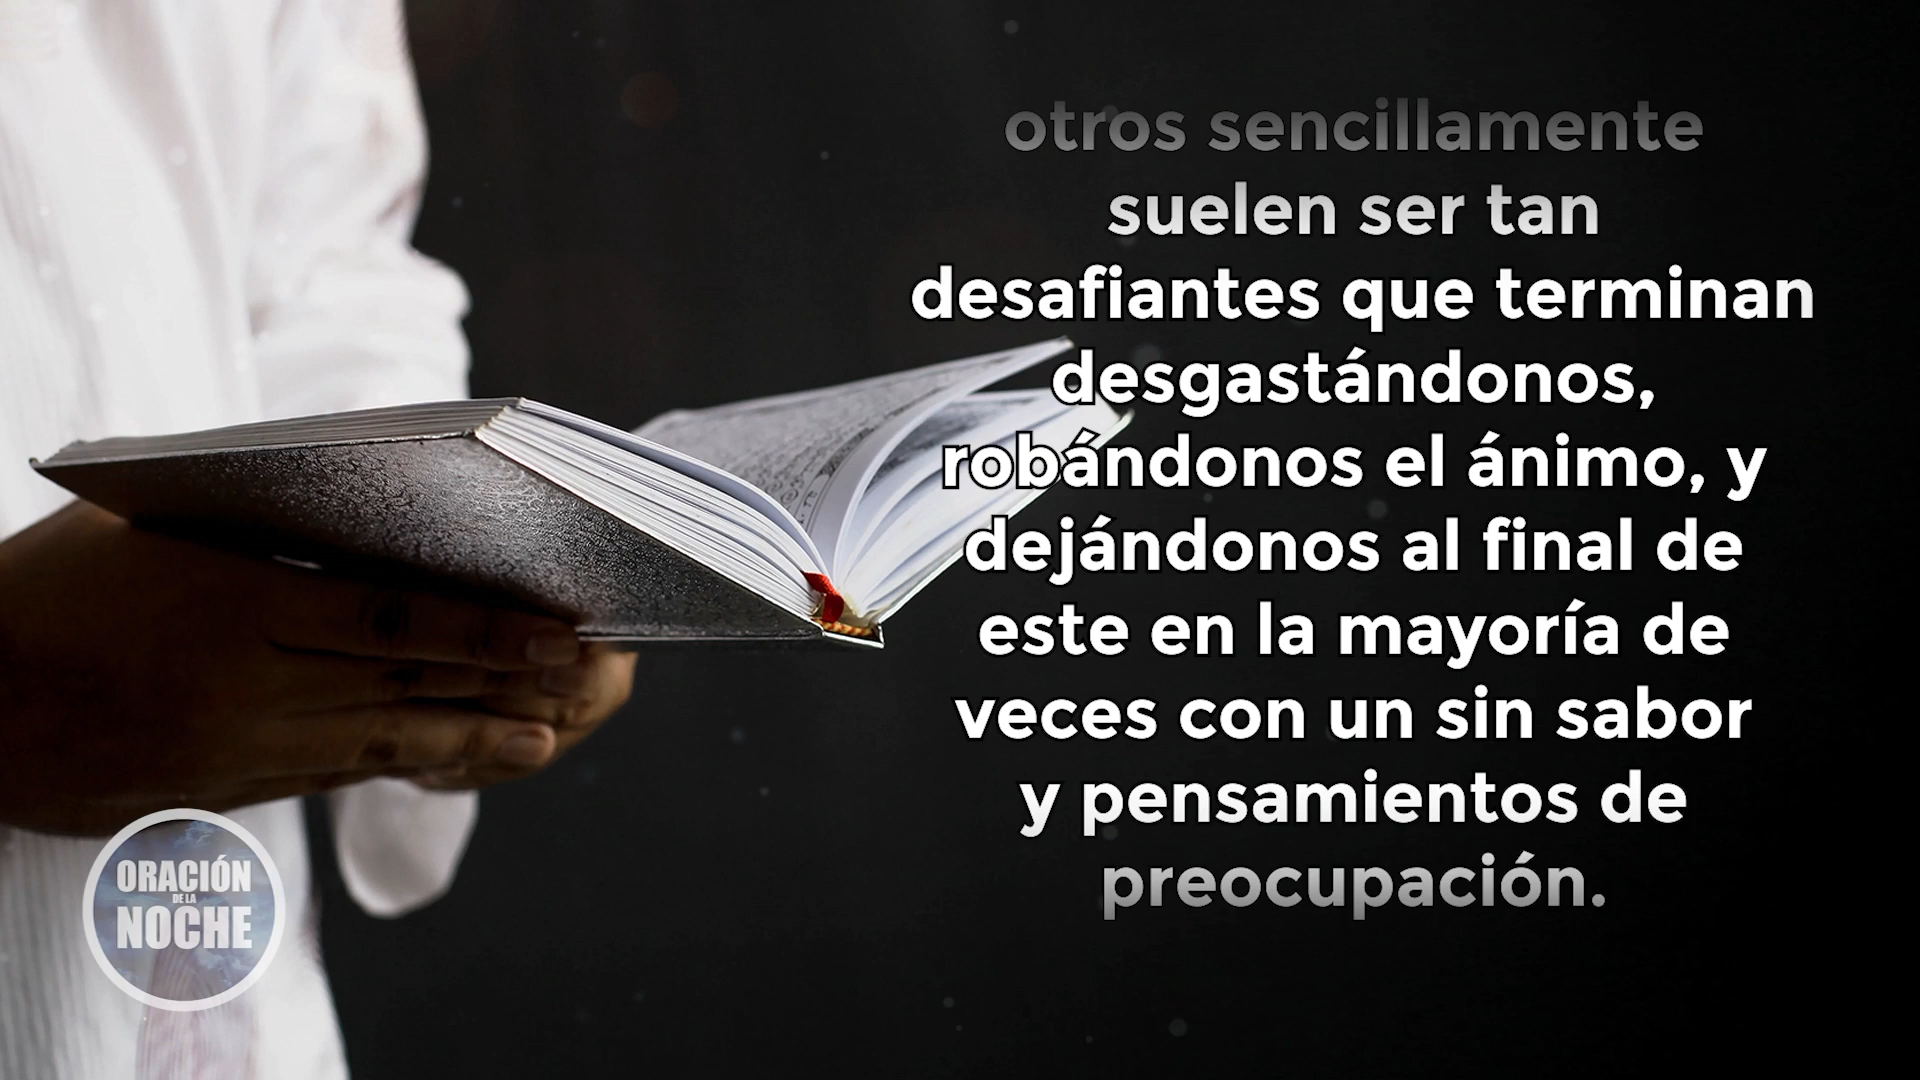 otros sencillamente
suelen ser tan
desafiantes que terminan
desgastándonos,
robándonos el ánimo, y
dejándonos al final de
este en la mayoría de
veces con un sin sabor
y pensamientos de
preocupación.
ORACIÓN
DE LA
NOCHE